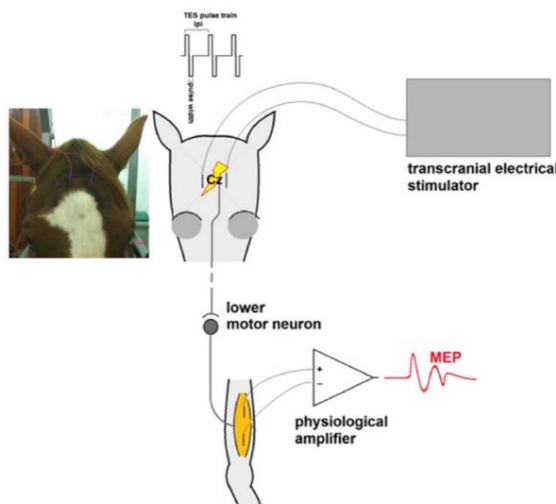 TES pulse train
ipi
pulse width
Cz
transcranial electrical
stimulator
lower
motor neuron
MEP
+
−
physiological
amplifier